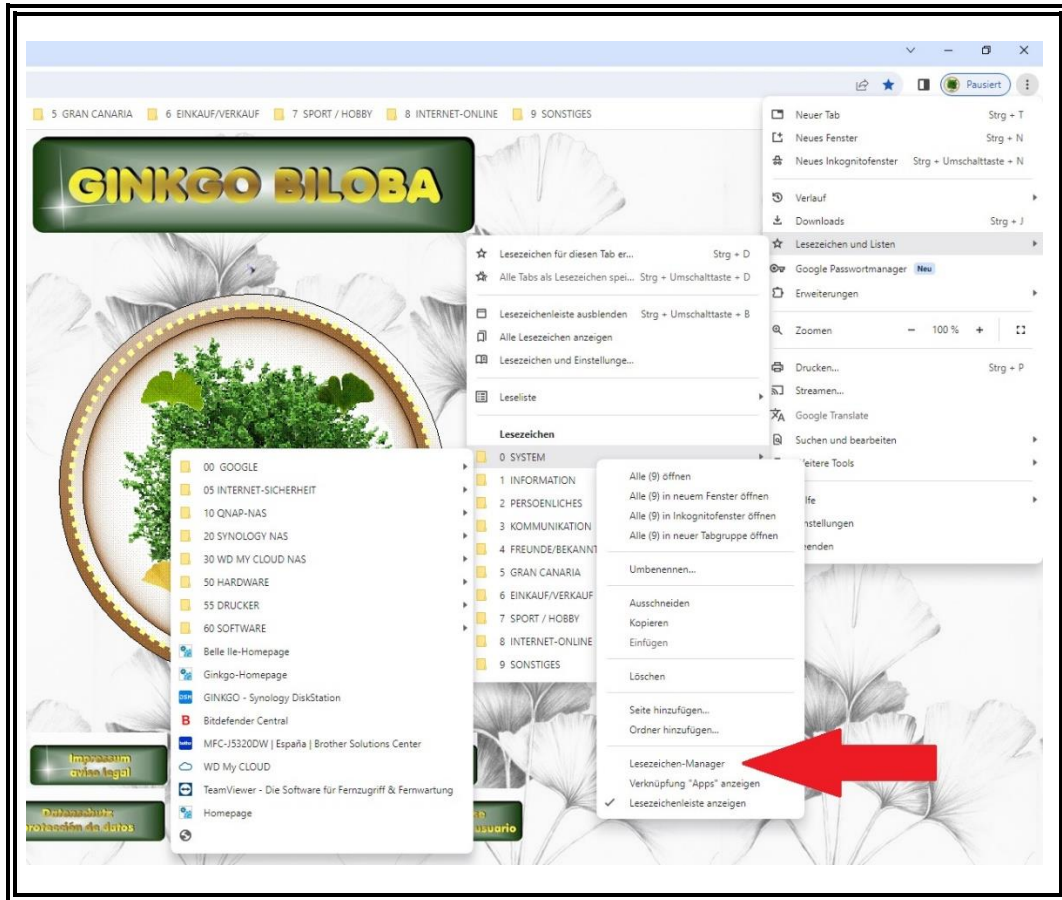 Pausiert
5 GRAN CANARIA 6 EINKAUF/VERKAUF 7 SPORT / HOBBY 8 INTERNET-ONLINE 9 SONSTIGES
GINKGO BILOBA
Neuer Tab Strg + T
Neues Fenster Strg + N
Neues Inkognitofenster Strg + Umschalttaste + N
Verlauf
Downloads Strg + J
Lesezeichen und Listen
Google Passwortmanager Neu
Erweiterungen
Zoomen − 100 % +
Drucken... Strg + P
Streamen...
Google Translate
Suchen und bearbeiten
eitere Tools
lfe
nstellungen
eenden
Lesezeichen für diesen Tab er... Strg + D
Alle Tabs als Lesezeichen spei... Strg + Umschalttaste + D
Lesezeichenleiste ausblenden Strg + Umschalttaste + B
Alle Lesezeichen anzeigen
Lesezeichen und Einstellunge...
Leseliste
Lesezeichen
0 SYSTEM
1 INFORMATION
2 PERSOENLICHES
3 KOMMUNIKATION
4 FREUNDE/BEKANNT
5 GRAN CANARIA
6 EINKAUF/VERKAUF
7 SPORT / HOBBY
8 INTERNET-ONLINE
9 SONSTIGES
Alle (9) öffnen
Alle (9) in neuem Fenster öffnen
Alle (9) in Inkognitofenster öffnen
Alle (9) in neuer Tabgruppe öffnen
Umbenennen...
Ausschneiden
Kopieren
Einfügen
Löschen
Seite hinzufügen...
Ordner hinzufügen...
Lesezeichen-Manager
Verknüpfung "Apps" anzeigen
Lesezeichenleiste anzeigen
00 GOOGLE
05 INTERNET-SICHERHEIT
10 QNAP-NAS
20 SYNOLOGY NAS
30 WD MY CLOUD NAS
50 HARDWARE
55 DRUCKER
60 SOFTWARE
Belle Ile-Homepage
Ginkgo-Homepage
DSM GINKGO - Synology DiskStation
B Bitdefender Central
brother MFC-J5320DW | España | Brother Solutions Center
WD My CLOUD
TeamViewer - Die Software für Fernzugriff & Fernwartung
Homepage
Impressum
aviso legal
Datenschutz
protección de datos
usuario